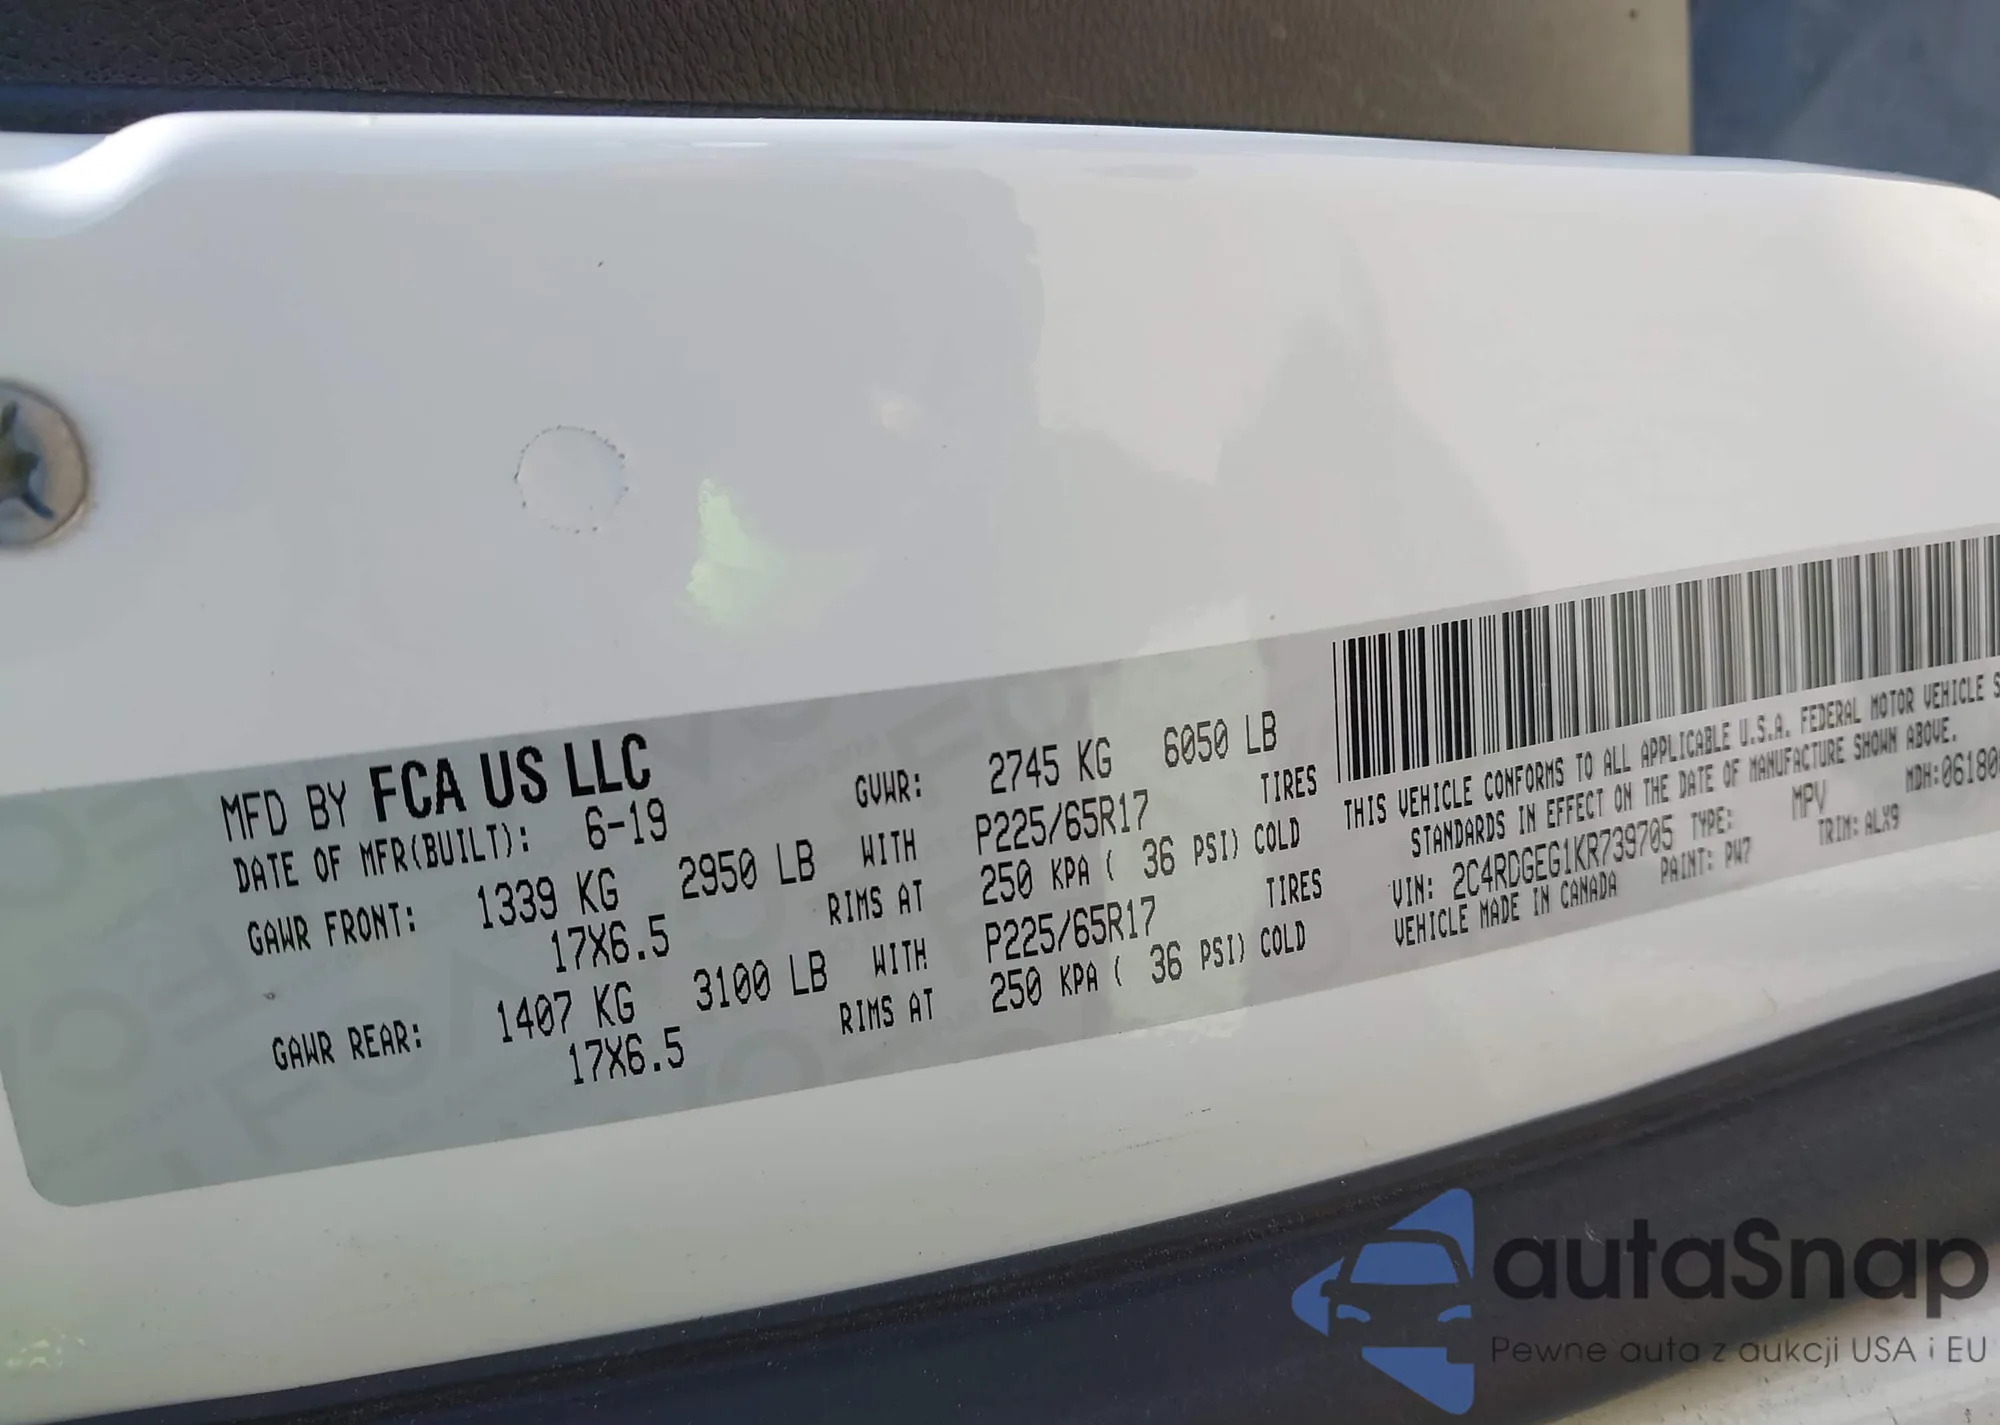 MFD BY FCA US LLC
DATE OF MFR(BUILT): 6-19 GVWR: 2745 KG 6050 LB
GAWR FRONT: 1339 KG 2950 LB WITH P225/65R17 TIRES
17X6.5 RIMS AT 250 KPA ( 36 PSI) COLD
GAWR REAR: 1407 KG 3100 LB WITH P225/65R17 TIRES
17X6.5 RIMS AT 250 KPA ( 36 PSI) COLD
THIS VEHICLE CONFORMS TO ALL APPLICABLE U.S.A. FEDERAL MOTOR VEHICLE S
STANDARDS IN EFFECT ON THE DATE OF MANUFACTURE SHOWN ABOVE.
VIN: 2C4RDGEG1KR739705 TYPE: MPV MDH:06180
VEHICLE MADE IN CANADA PAINT: PW7 TRIM: ALX9
autaSnap
Pewne auta z aukcji USA i EU